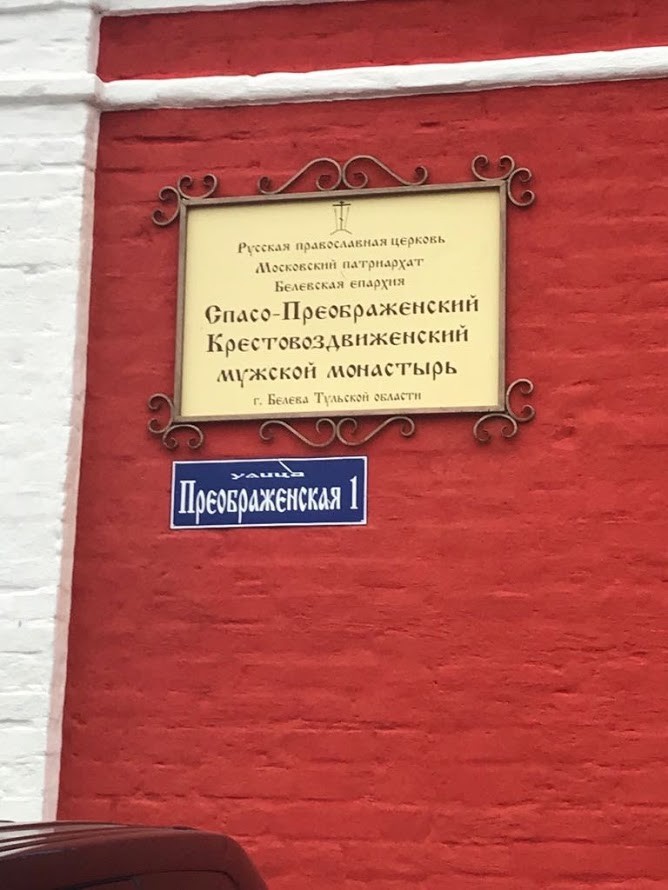 Русская православная церковь
Московский патриархат
Белевская епархия
Спасо-Преображенский
Крестовоздвиженский
мужской монастырь
г. Белева Тульской области
улица
Преображенская 1